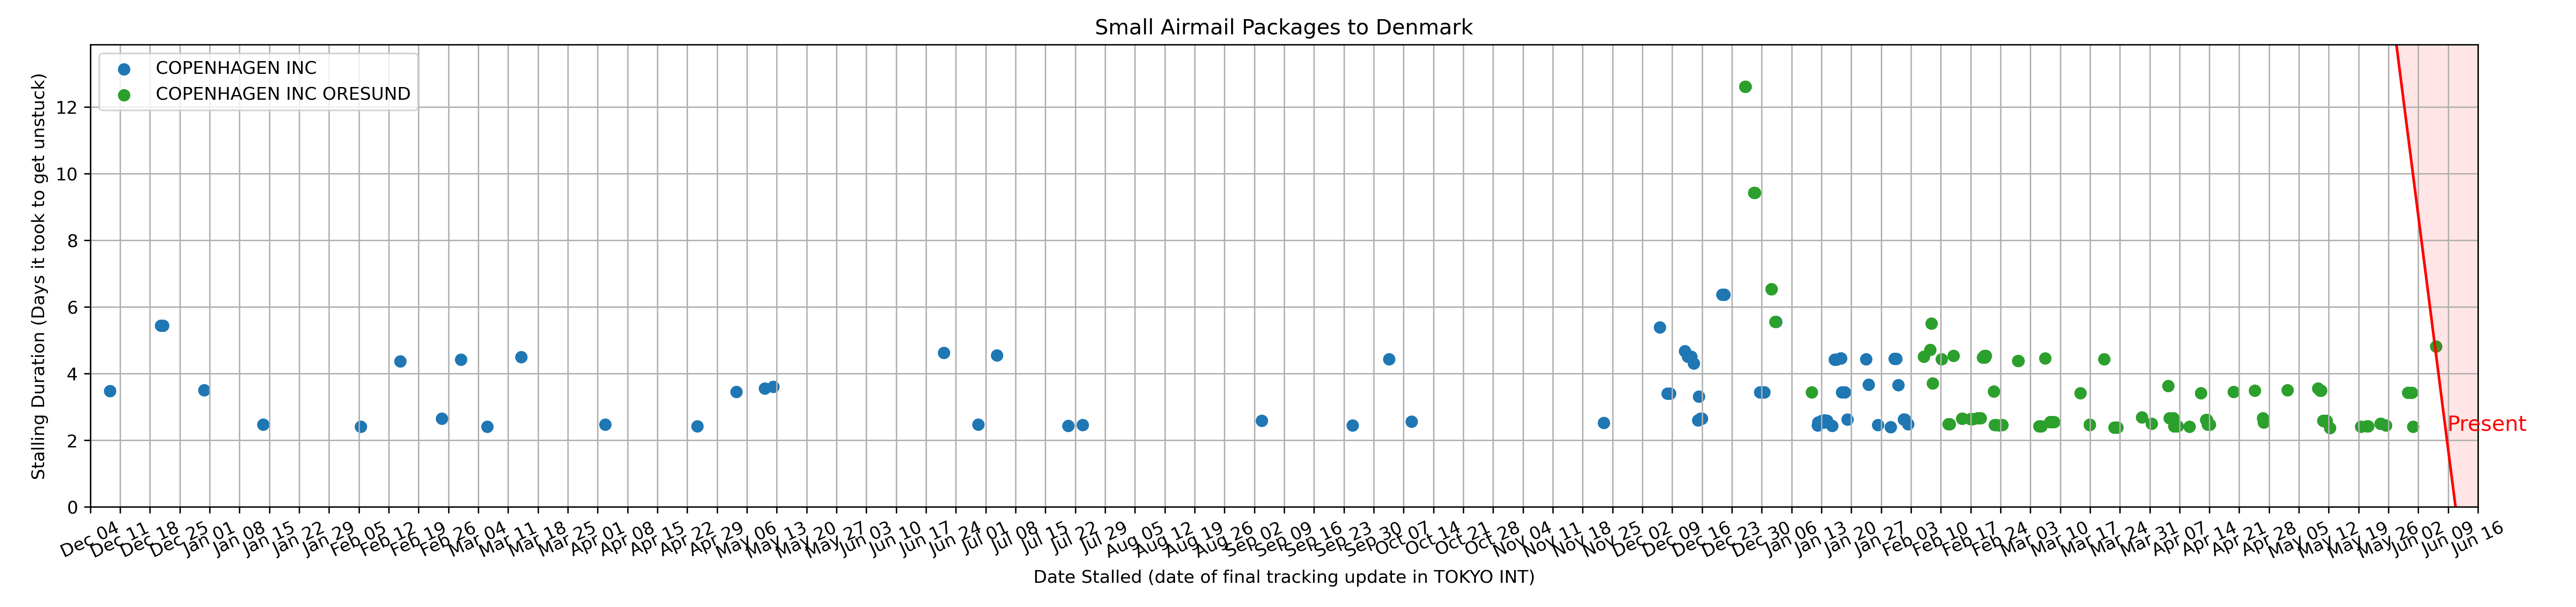 Small Airmail Packages to Denmark
COPENHAGEN INC
COPENHAGEN INC ORESUND
Stalling Duration (Days it took to get unstuck)
12
10
8
6
4
2
0
Present
Dec 04
Dec 11
Dec 18
Dec 25
Jan 01
Jan 08
Jan 15
Jan 22
Jan 29
Feb 05
Feb 12
Feb 19
Feb 26
Mar 04
Mar 11
Mar 18
Mar 25
Apr 01
Apr 08
Apr 15
Apr 22
Apr 29
May 06
May 13
May 20
May 27
Jun 03
Jun 10
Jun 17
Jun 24
Jul 01
Jul 08
Jul 15
Jul 22
Jul 29
Aug 05
Aug 12
Aug 19
Aug 26
Sep 02
Sep 09
Sep 16
Sep 23
Sep 30
Oct 07
Oct 14
Oct 21
Oct 28
Nov 04
Nov 11
Nov 18
Nov 25
Dec 02
Dec 09
Dec 16
Dec 23
Dec 30
Jan 06
Jan 13
Jan 20
Jan 27
Feb 03
Feb 10
Feb 17
Feb 24
Mar 03
Mar 10
Mar 17
Mar 24
Mar 31
Apr 07
Apr 14
Apr 21
Apr 28
May 05
May 12
May 19
May 26
Jun 02
Jun 09
Jun 16
Date Stalled (date of final tracking update in TOKYO INT)